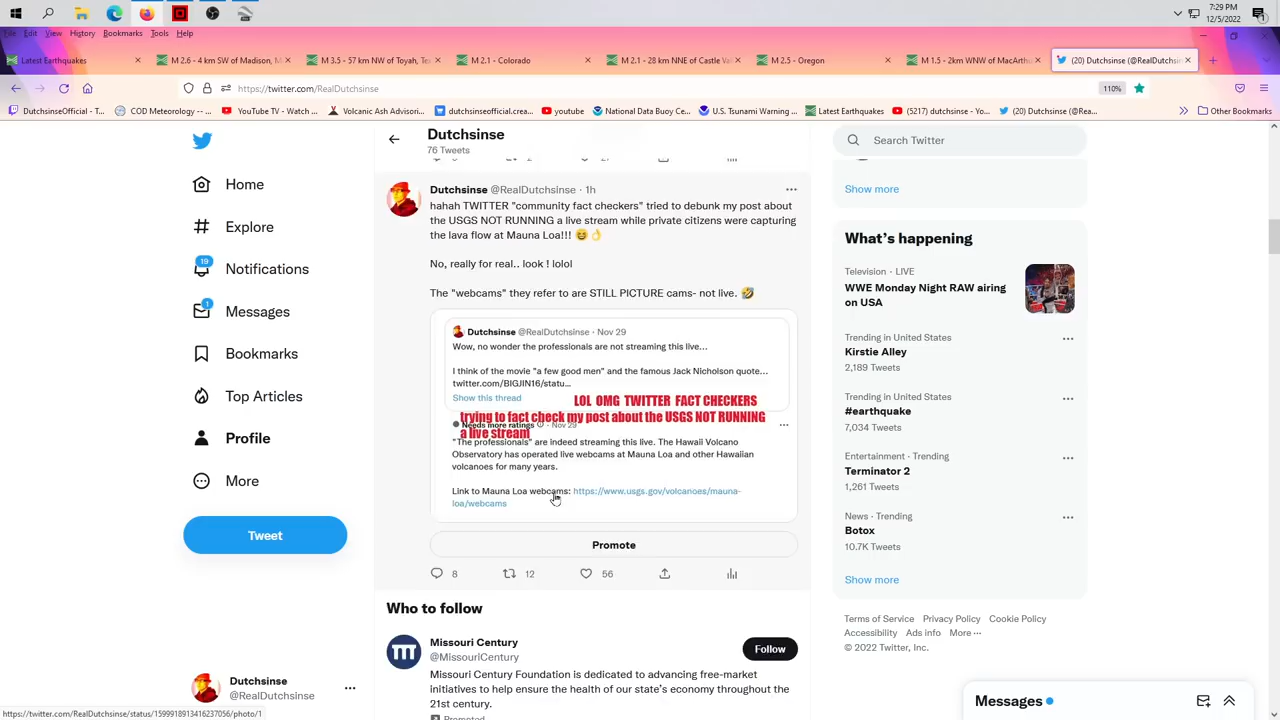 7:29 PM
12/5/2022
File Edit View History Bookmarks Tools Help
Latest Earthquakes
M 2.6 - 4 km SW of Madison, M
M 3.5 - 57 km NW of Toyah, Te
M 2.1 - Colorado
M 2.1 - 28 km NNE of Castle Va
M 2.5 - Oregon
M 1.5 - 2km WNW of MacArthu
(20) Dutchsinse (@RealDutchsin
https://twitter.com/RealDutchsinse
110%
DutchsinseOfficial - T...
COD Meteorology -- ...
YouTube TV - Watch ...
Volcanic Ash Advisori...
dutchsinseofficial.crea...
youtube
National Data Buoy Ce...
U.S. Tsunami Warning ...
Latest Earthquakes
(5217) dutchsinse - Yo...
(20) Dutchsinse (@Rea...
Other Bookmarks
Home
Explore
19
Notifications
1
Messages
Bookmarks
Top Articles
Profile
More
Tweet
Dutchsinse
@RealDutchsinse
Dutchsinse
76 Tweets
Dutchsinse @RealDutchsinse · 1h
hahah TWITTER "community fact checkers" tried to debunk my post about
the USGS NOT RUNNING a live stream while private citizens were capturing
the lava flow at Mauna Loa!!! 😆👌
No, really for real.. look ! lolol
The "webcams" they refer to are STILL PICTURE cams- not live. 🤣
Dutchsinse @RealDutchsinse · Nov 29
Wow, no wonder the professionals are not streaming this live...
I think of the movie "a few good men" and the famous Jack Nicholson quote...
twitter.com/BIGJIN16/statu...
Show this thread
LOL OMG TWITTER FACT CHECKERS
trying to fact check my post about the USGS NOT RUNNING
a live stream
Needs more ratings · Nov 29
"The professionals" are indeed streaming this live. The Hawaii Volcano
Observatory has operated live webcams at Mauna Loa and other Hawaiian
volcanoes for many years.
Link to Mauna Loa webcams: https://www.usgs.gov/volcanoes/mauna-
loa/webcams
Promote
8 12 56
Who to follow
Missouri Century
@MissouriCentury
Follow
Missouri Century Foundation is dedicated to advancing free-market
initiatives to help ensure the health of our state's economy throughout the
21st century.
Promoted
Search Twitter
Show more
What's happening
Television · LIVE
WWE Monday Night RAW airing
on USA
Trending in United States
Kirstie Alley
2,189 Tweets
Trending in United States
#earthquake
7,034 Tweets
Entertainment · Trending
Terminator 2
1,261 Tweets
News · Trending
Botox
10.7K Tweets
Show more
Terms of Service Privacy Policy Cookie Policy
Accessibility Ads info More ···
© 2022 Twitter, Inc.
Messages
https://twitter.com/RealDutchsinse/status/1599918913416237056/photo/1